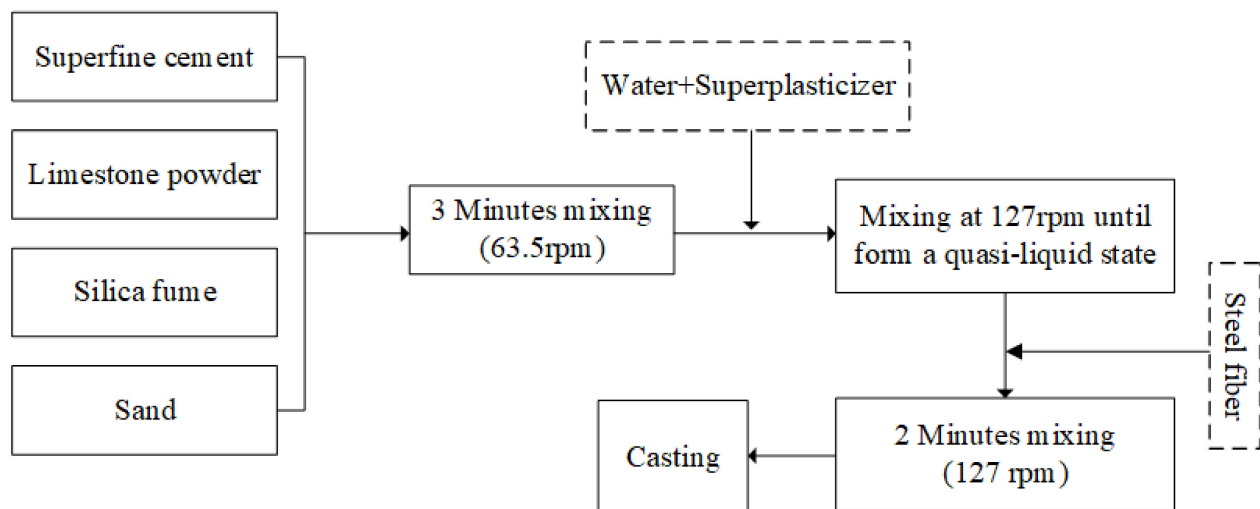 Superfine cement
Limestone powder
Silica fume
Sand
3 Minutes mixing
(63.5rpm)
Water+Superplasticizer
Mixing at 127rpm until
form a quasi-liquid state
Steel fiber
2 Minutes mixing
(127 rpm)
Casting